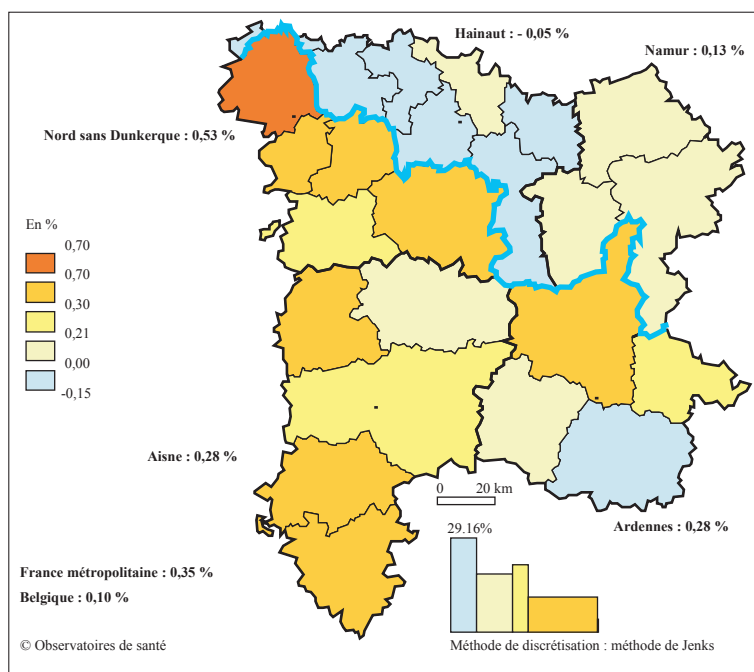 Hainaut : - 0,05 %
Namur : 0,13 %
Nord sans Dunkerque : 0,53 %
En %
0,70
0,70
0,30
0,21
0,00
-0,15
Aisne : 0,28 %
0 20 km
29.16%
Ardennes : 0,28 %
France métropolitaine : 0,35 %
Belgique : 0,10 %
© Observatoires de santé
Méthode de discrétisation : méthode de Jenks